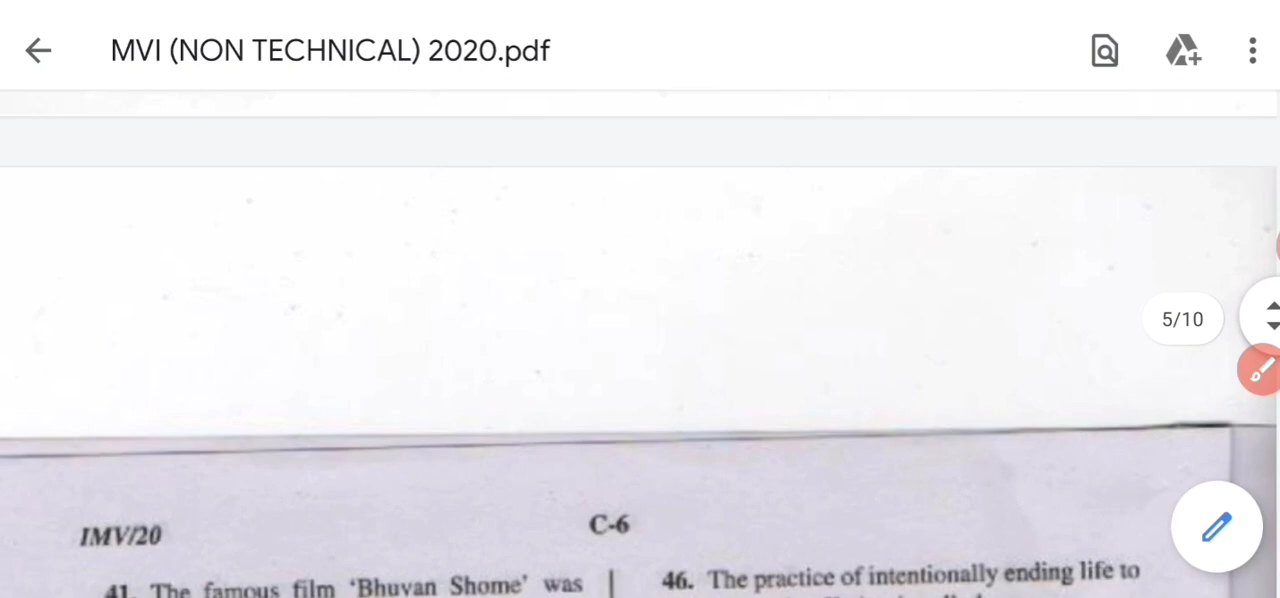 MVI (NON TECHNICAL) 2020.pdf
5/10
IMV/20
C-6
41. The famous film 'Bhuvan Shome' was
46. The practice of intentionally ending life to